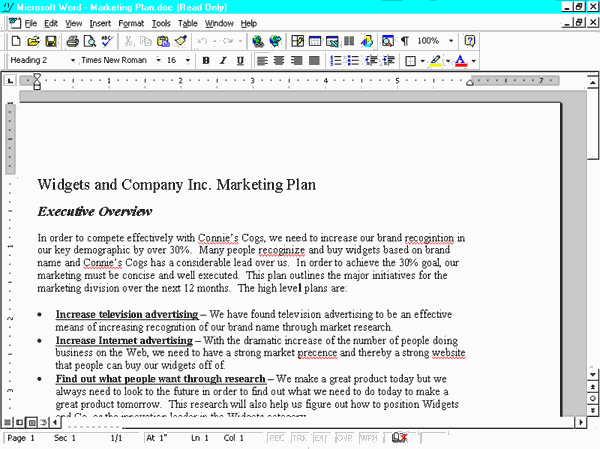 Microsoft Word - Marketing Plan.doc (Read Only)
File Edit View Insert Format Tools Table Window Help
100%
Heading 2 Times New Roman 16 B I U
1 2 3 4 5 7
Widgets and Company Inc. Marketing Plan
Executive Overview
In order to compete effectively with Connie's Cogs, we need to increase our brand recogintion in
our key demographic by over 30%. Many people recoginize and buy widgets based on brand
name and Connie's Cogs has a considerable lead over us. In order to achieve the 30% goal, our
marketing must be concise and well executed. This plan outlines the major initiatives for the
marketing division over the next 12 months. The high level plans are:
• Increase television advertising – We have found television advertising to be an effective
means of increasing recognition of our brand name through market research.
• Increase Internet advertising – With the dramatic increase of the number of people doing
business on the Web, we need to have a strong market precence and thereby a strong website
that people can buy our widgets off of.
• Find out what people want through research – We make a great product today but we
always need to look to the future in order to find out what we need to do today to make a
great product tomorrow. This research will also help us figure out how to position Widgets
and Co. as the innovation leader in the Widgets category.
Page 1 Sec 1 1/1 At 1" Ln 1 Col 1 REC TRK EXT OVR WPH